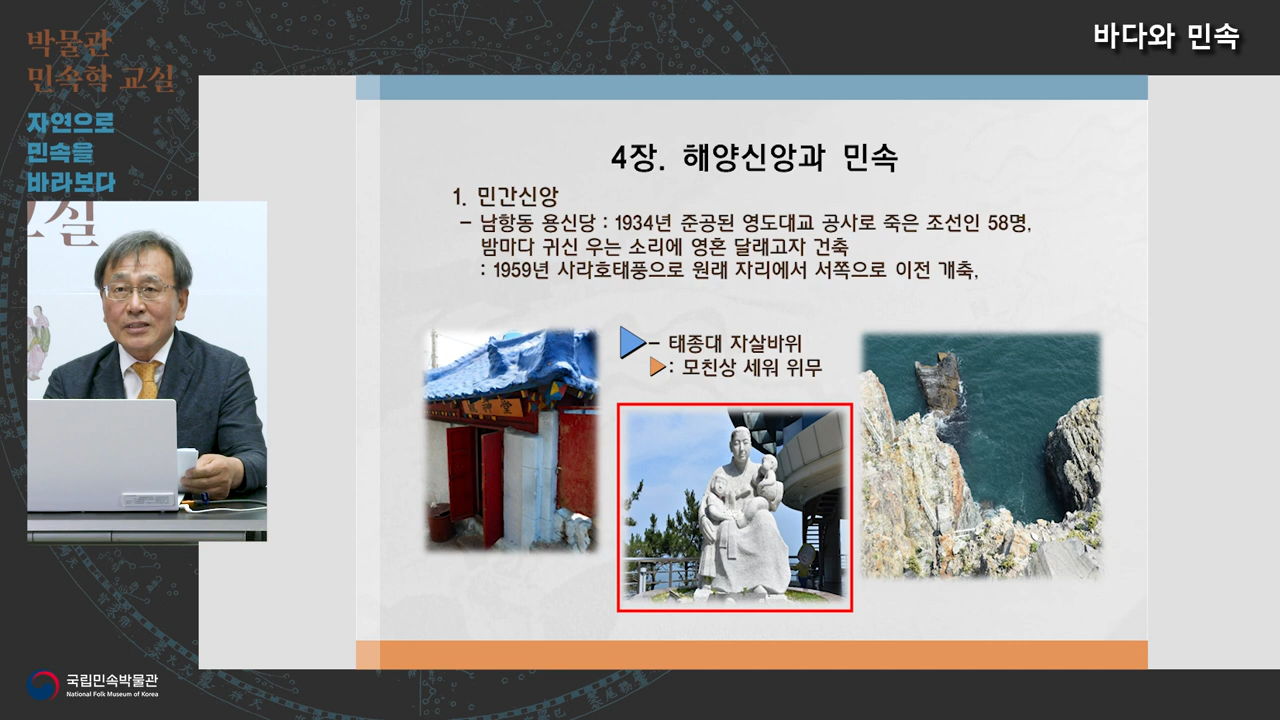 박물관
민속학 교실
자연으로
민속을
바라보다
바다와 민속
4장. 해양신앙과 민속
1. 민간신앙
– 남항동 용신당 : 1934년 준공된 영도대교 공사로 죽은 조선인 58명,
밤마다 귀신 우는 소리에 영혼 달래고자 건축
: 1959년 사라호태풍으로 원래 자리에서 서쪽으로 이전 개축,
– 태종대 자살바위
: 모친상 세워 위무
교실
국립민속박물관
National Folk Museum of Korea